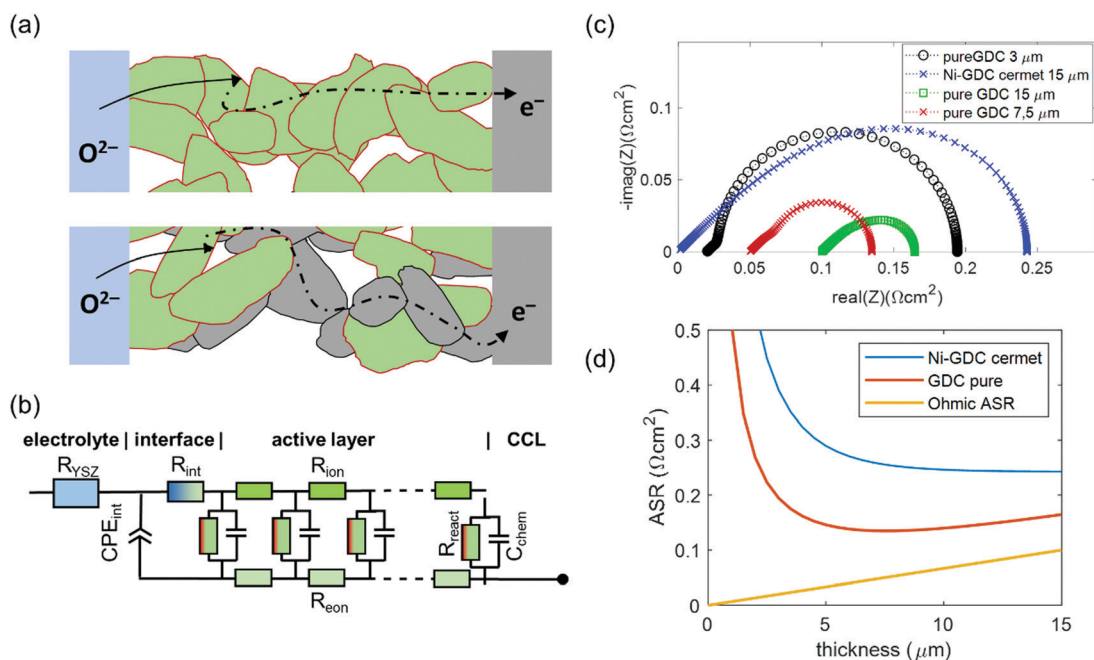 (a)
O2−
e−
O2−
e−
(b)
electrolyte | interface | active layer | CCL
RYSZ
Rint
Rion
CPEint
Rreact
Cchem
Reon
(c)
pureGDC 3 μm
Ni-GDC cermet 15 μm
pure GDC 15 μm
pure GDC 7,5 μm
-imag(Z)(Ωcm2)
0.1
0.05
0
0
0.05
0.1
0.15
0.2
0.25
real(Z)(Ωcm2)
(d)
Ni-GDC cermet
GDC pure
Ohmic ASR
ASR (Ωcm2)
0.5
0.4
0.3
0.2
0.1
0
0
5
10
15
thickness (μm)